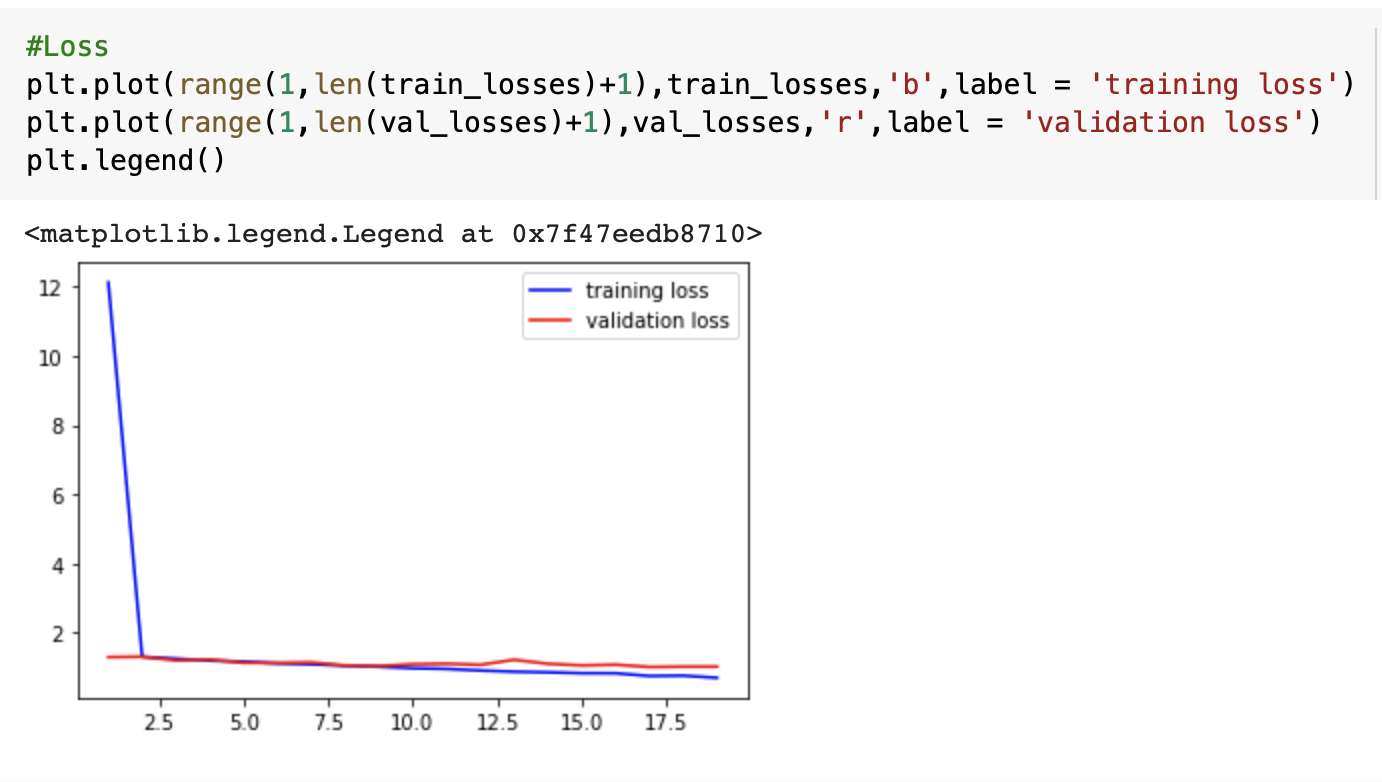 #Loss
plt.plot(range(1,len(train_losses)+1),train_losses,'b',label = 'training loss')
plt.plot(range(1,len(val_losses)+1),val_losses,'r',label = 'validation loss')
plt.legend()
<matplotlib.legend.Legend at 0x7f47eedb8710>
training loss
validation loss
12
10
8
6
4
2
2.5 5.0 7.5 10.0 12.5 15.0 17.5